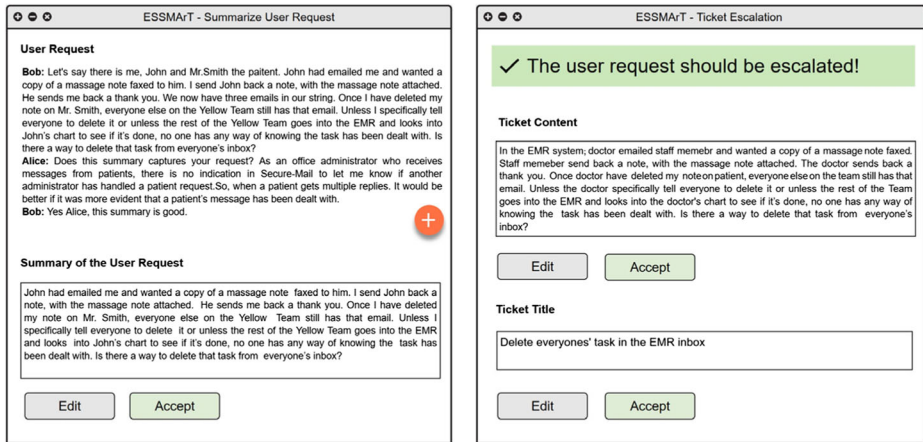 ESSMArT - Summarize User Request
User Request
Bob: Let's say there is me, John and Mr.Smith the paitent. John had emailed me and wanted a
copy of a massage note faxed to him. I send John back a note, with the massage note attached.
He sends me back a thank you. We now have three emails in our string. Once I have deleted my
note on Mr. Smith, everyone else on the Yellow Team still has that email. Unless I specifically tell
everyone to delete it or unless the rest of the Yellow Team goes into the EMR and looks into
John's chart to see if it's done, no one has any way of knowing the task has been dealt with. Is
there a way to delete that task from everyone's inbox?
Alice: Does this summary captures your request? As an office administrator who receives
messages from patients, there is no indication in Secure-Mail to let me know if another
administrator has handled a patient request.So, when a patient gets multiple replies. It would be
better if it was more evident that a patient's message has been dealt with.
Bob: Yes Alice, this summary is good.
+
Summary of the User Request
John had emailed me and wanted a copy of a massage note faxed to him. I send John back a
note, with the massage note attached. He sends me back a thank you. Once I have deleted
my note on Mr. Smith, everyone else on the Yellow Team still has that email. Unless I
specifically tell everyone to delete it or unless the rest of the Yellow Team goes into the EMR
and looks into John's chart to see if it's done, no one has any way of knowing the task has
been dealt with. Is there a way to delete that task from everyone's inbox?
Edit
Accept
ESSMArT - Ticket Escalation
The user request should be escalated!
Ticket Content
In the EMR system; doctor emailed staff memebr and wanted a copy of a massage note faxed.
Staff memeber send back a note, with the massage note attached. The doctor sends back a
thank you. Once doctor have deleted my note on patient, everyone else on the team still has that
email. Unless the doctor specifically tell everyone to delete it or unless the rest of the Team
goes into the EMR and looks into the doctor's chart to see if it's done, no one has any way of
knowing the task has been dealt with. Is there a way to delete that task from everyone's
inbox?
Edit
Accept
Ticket Title
Delete everyones' task in the EMR inbox
Edit
Accept